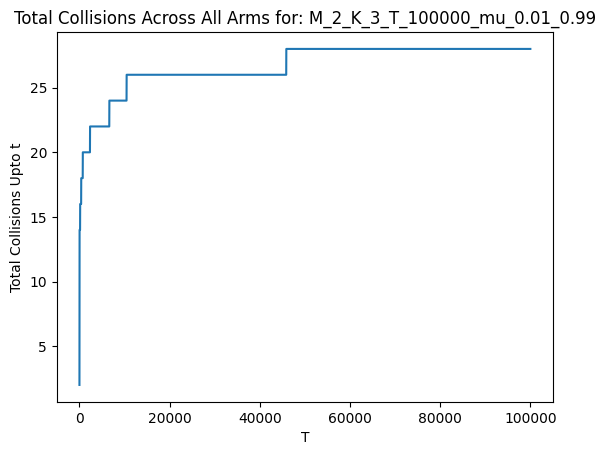 Total Collisions Across All Arms for: M_2_K_3_T_100000_mu_0.01_0.99
Total Collisions Upto t
25
20
15
10
5
0 20000 40000 60000 80000 100000
T